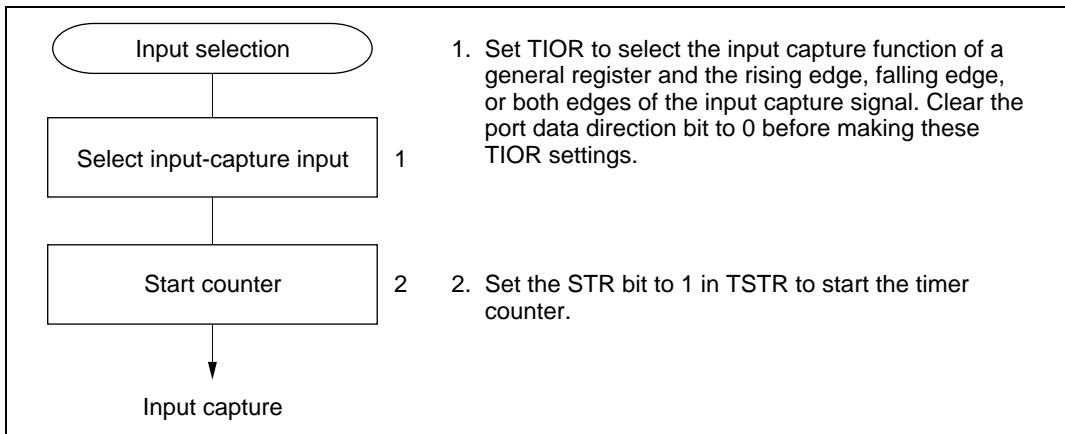 Input selection
Select input-capture input 1
Start counter 2
Input capture
1. Set TIOR to select the input capture function of a
general register and the rising edge, falling edge,
or both edges of the input capture signal. Clear the
port data direction bit to 0 before making these
TIOR settings.
2. Set the STR bit to 1 in TSTR to start the timer
counter.